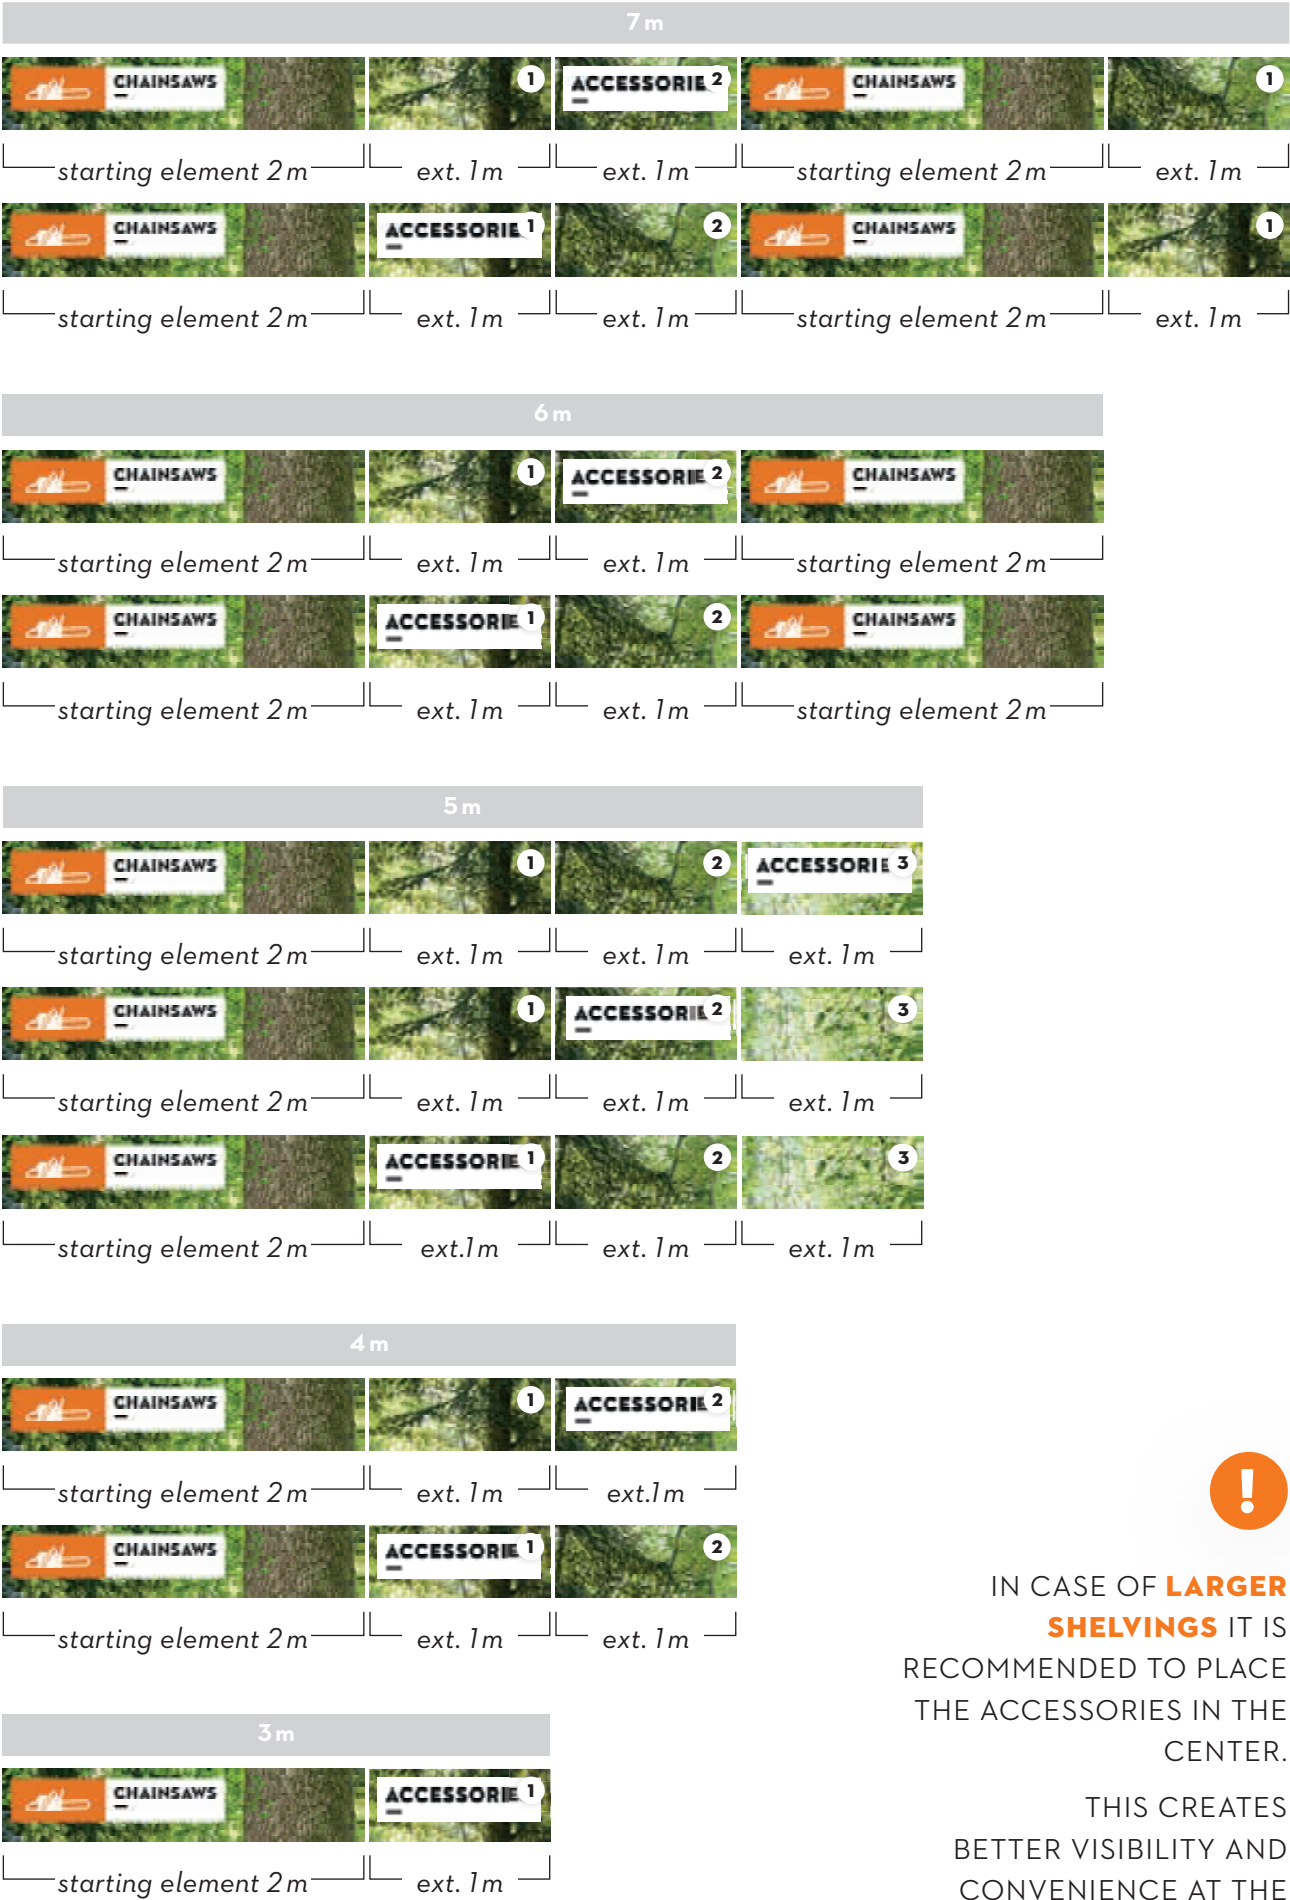 7 m
CHAINSAWS 1 ACCESSORIE 2 CHAINSAWS 1
starting element 2 m ext. 1 m ext. 1 m starting element 2 m ext. 1 m
CHAINSAWS ACCESSORIE 1 2 CHAINSAWS 1
starting element 2 m ext. 1 m ext. 1 m starting element 2 m ext. 1 m
6 m
CHAINSAWS 1 ACCESSORIE 2 CHAINSAWS
starting element 2 m ext. 1 m ext. 1 m starting element 2 m
CHAINSAWS ACCESSORIE 1 2 CHAINSAWS
starting element 2 m ext. 1 m ext. 1 m starting element 2 m
5 m
CHAINSAWS 1 2 ACCESSORIE 3
starting element 2 m ext. 1 m ext. 1 m ext. 1 m
CHAINSAWS 1 ACCESSORIE 2 3
starting element 2 m ext. 1 m ext. 1 m ext. 1 m
CHAINSAWS ACCESSORIE 1 2 3
starting element 2 m ext.1 m ext. 1 m ext. 1 m
4 m
CHAINSAWS 1 ACCESSORIE 2
starting element 2 m ext. 1 m ext.1 m
CHAINSAWS ACCESSORIE 1 2
starting element 2 m ext. 1 m ext. 1 m
3 m
CHAINSAWS ACCESSORIE 1
starting element 2 m ext. 1 m
!
IN CASE OF LARGER
SHELVINGS IT IS
RECOMMENDED TO PLACE
THE ACCESSORIES IN THE
CENTER.
THIS CREATES
BETTER VISIBILITY AND
CONVENIENCE AT THE